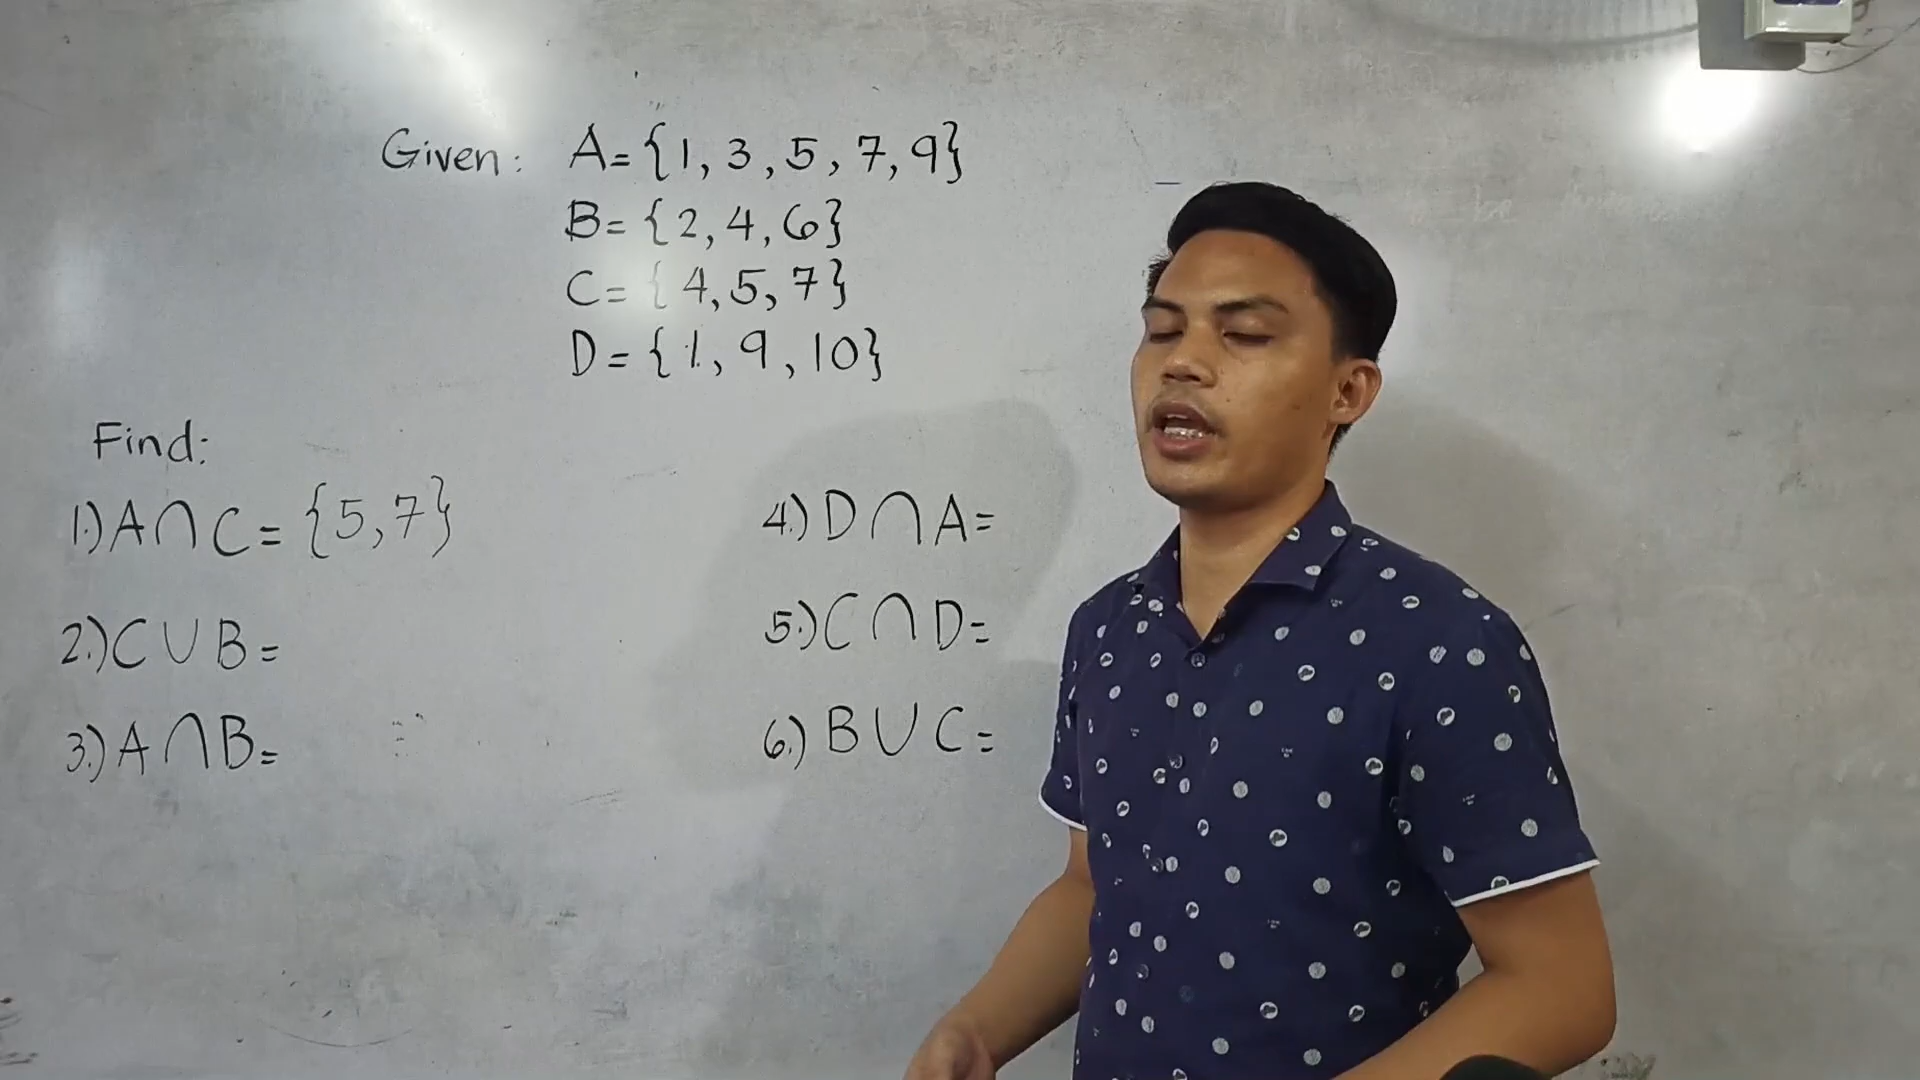 Given: A = {1, 3, 5, 7, 9}
B = {2, 4, 6}
C = {4, 5, 7}
D = {1, 9, 10}
Find:
1.) A ∩ C = {5, 7}
2.) C ∪ B =
3.) A ∩ B =
4.) D ∩ A =
5.) C ∩ D =
6.) B ∪ C =